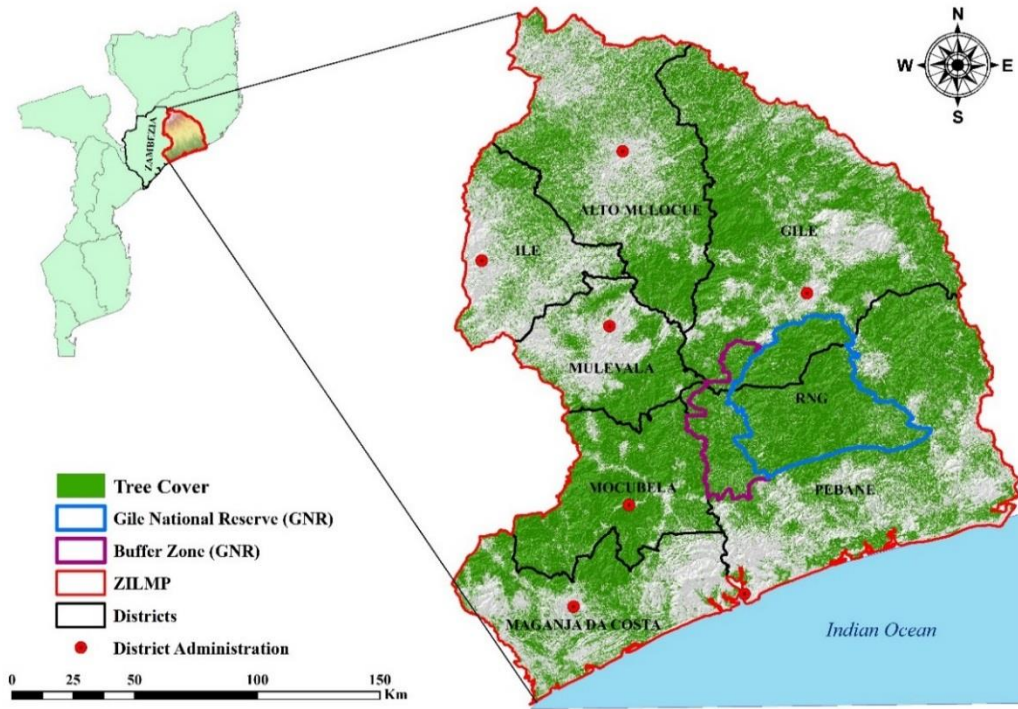 N
W
E
S
ZAMBEZIA
ALTO MULOCUE
GILE
ILE
MULEVALA
RNG
MOCUBELA
PEBANE
MAGANJA DA COSTA
Indian Ocean
Tree Cover
Gile National Reserve (GNR)
Buffer Zone (GNR)
ZILMP
Districts
District Administration
0 50 100 150
Km